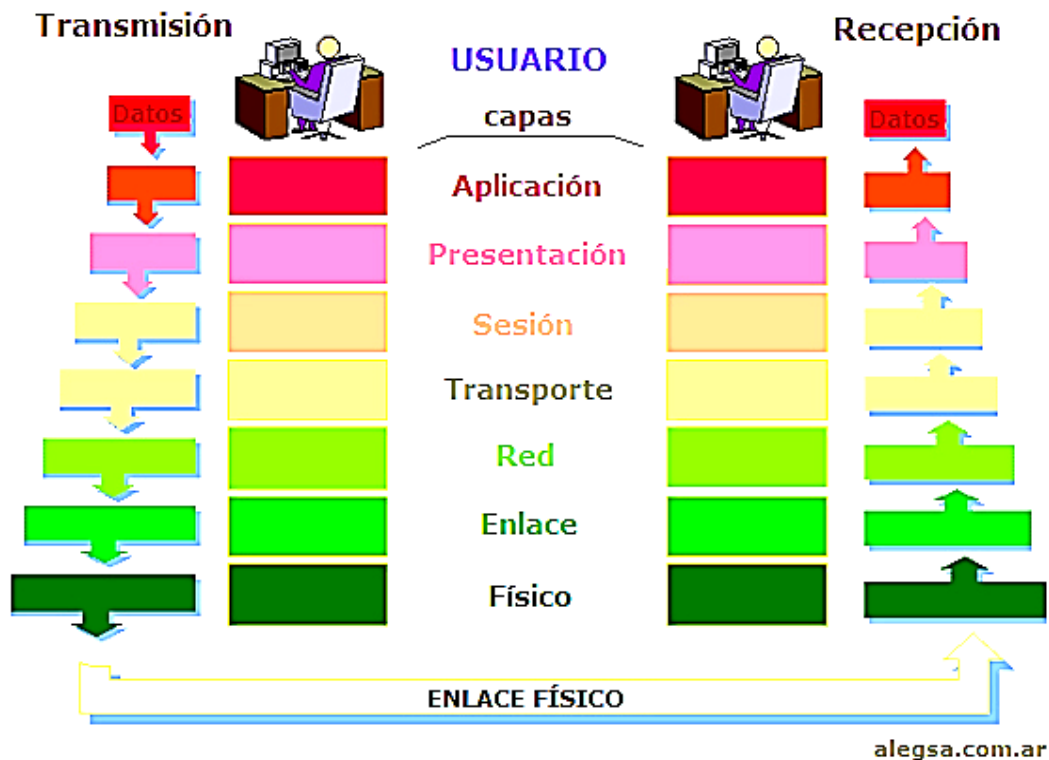 Transmisión
Recepción
USUARIO
capas
Datos
Datos
Aplicación
Presentación
Sesión
Transporte
Red
Enlace
Físico
ENLACE FÍSICO
alegsa.com.ar